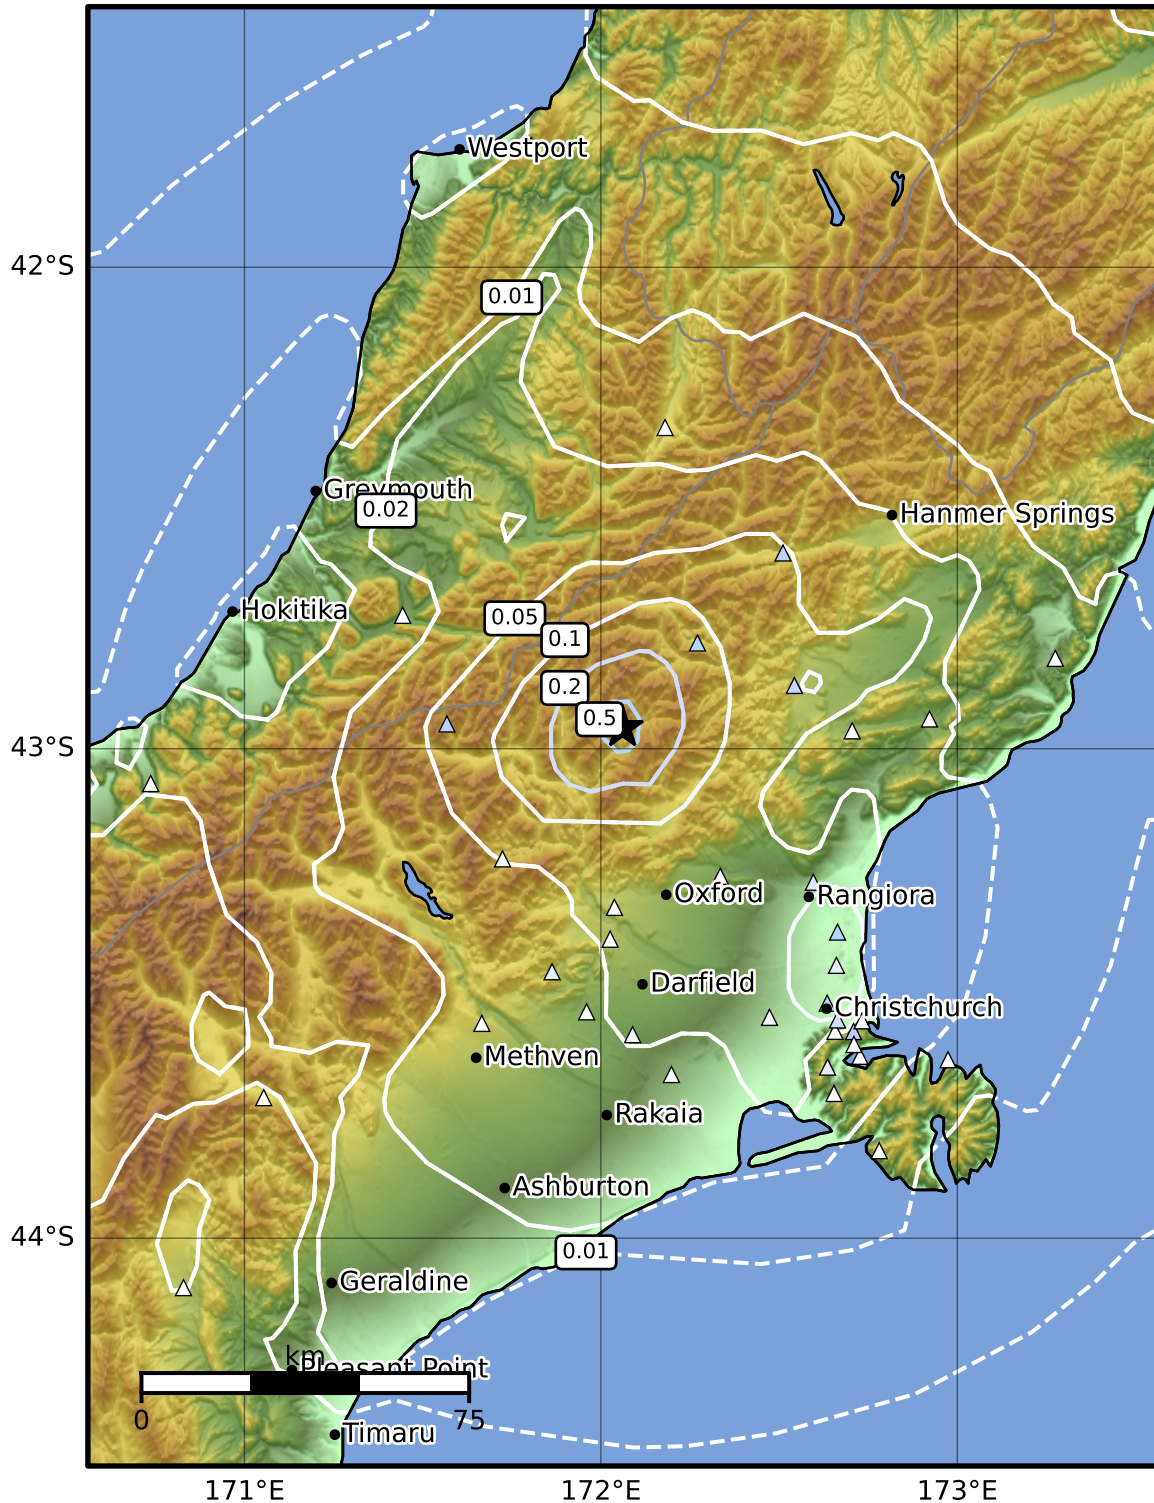 Westport
42°S
0.01
Greymouth
0.02
Hanmer Springs
Hokitika
0.05
0.1
0.2
0.5
43°S
Oxford
Rangiora
Darfield
Christchurch
Methven
Rakaia
Ashburton
44°S
0.01
Geraldine
km
Pleasant Point
0
75
Timaru
171°E
172°E
173°E